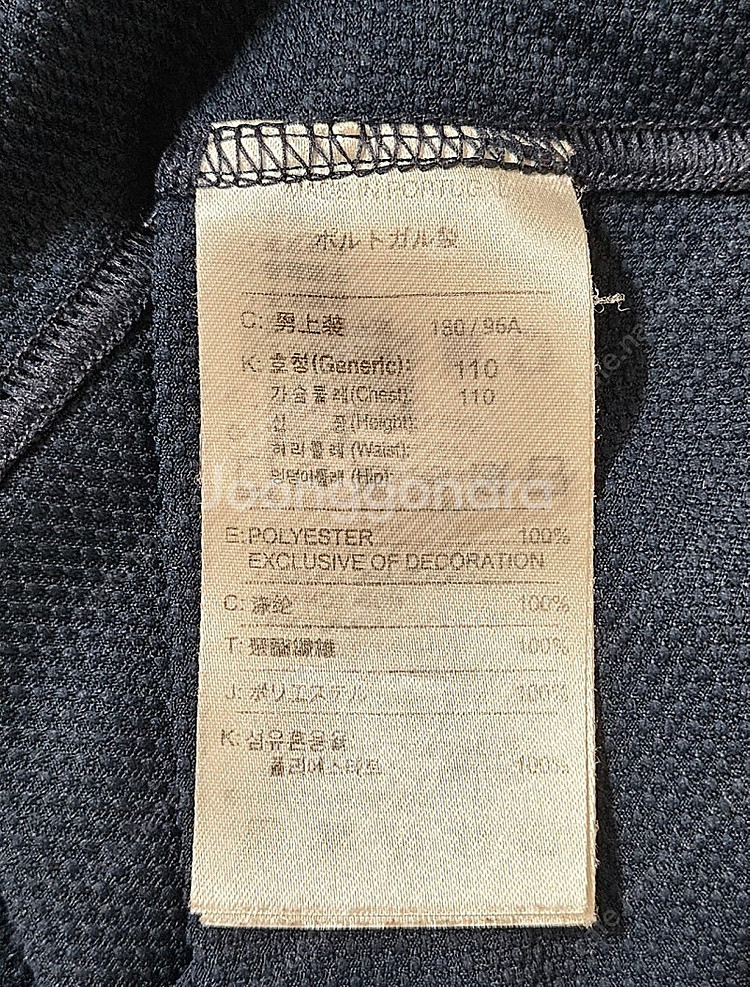 ポルトガル製
C: 男上装 180/96A
K: 호칭(Generic): 110
가슴둘레(Chest): 110
신 장(Height):
허리둘레(Waist):
엉덩이둘레(Hip):
Joonggonara
E: POLYESTER 100%
EXCLUSIVE OF DECORATION
C: 涤纶 100%
T: 聚酯纖維 100%
J: ポリエステル 100%
K: 섬유혼용율
폴리에스터 100%